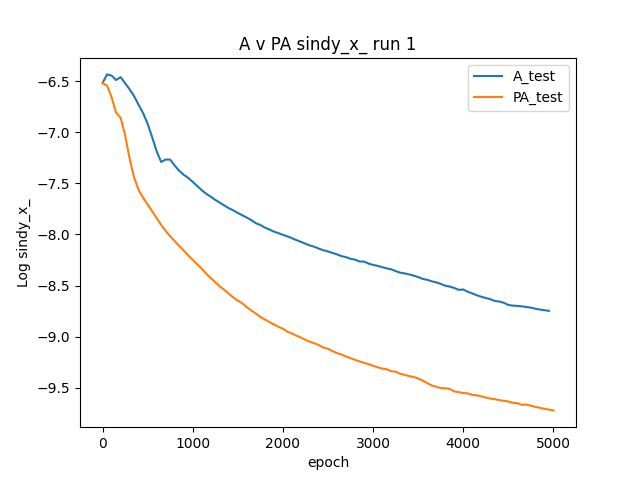 A v PA sindy_x_ run 1
A_test
PA_test
−6.5
−7.0
−7.5
−8.0
−8.5
−9.0
−9.5
Log sindy_x_
0 1000 2000 3000 4000 5000
epoch